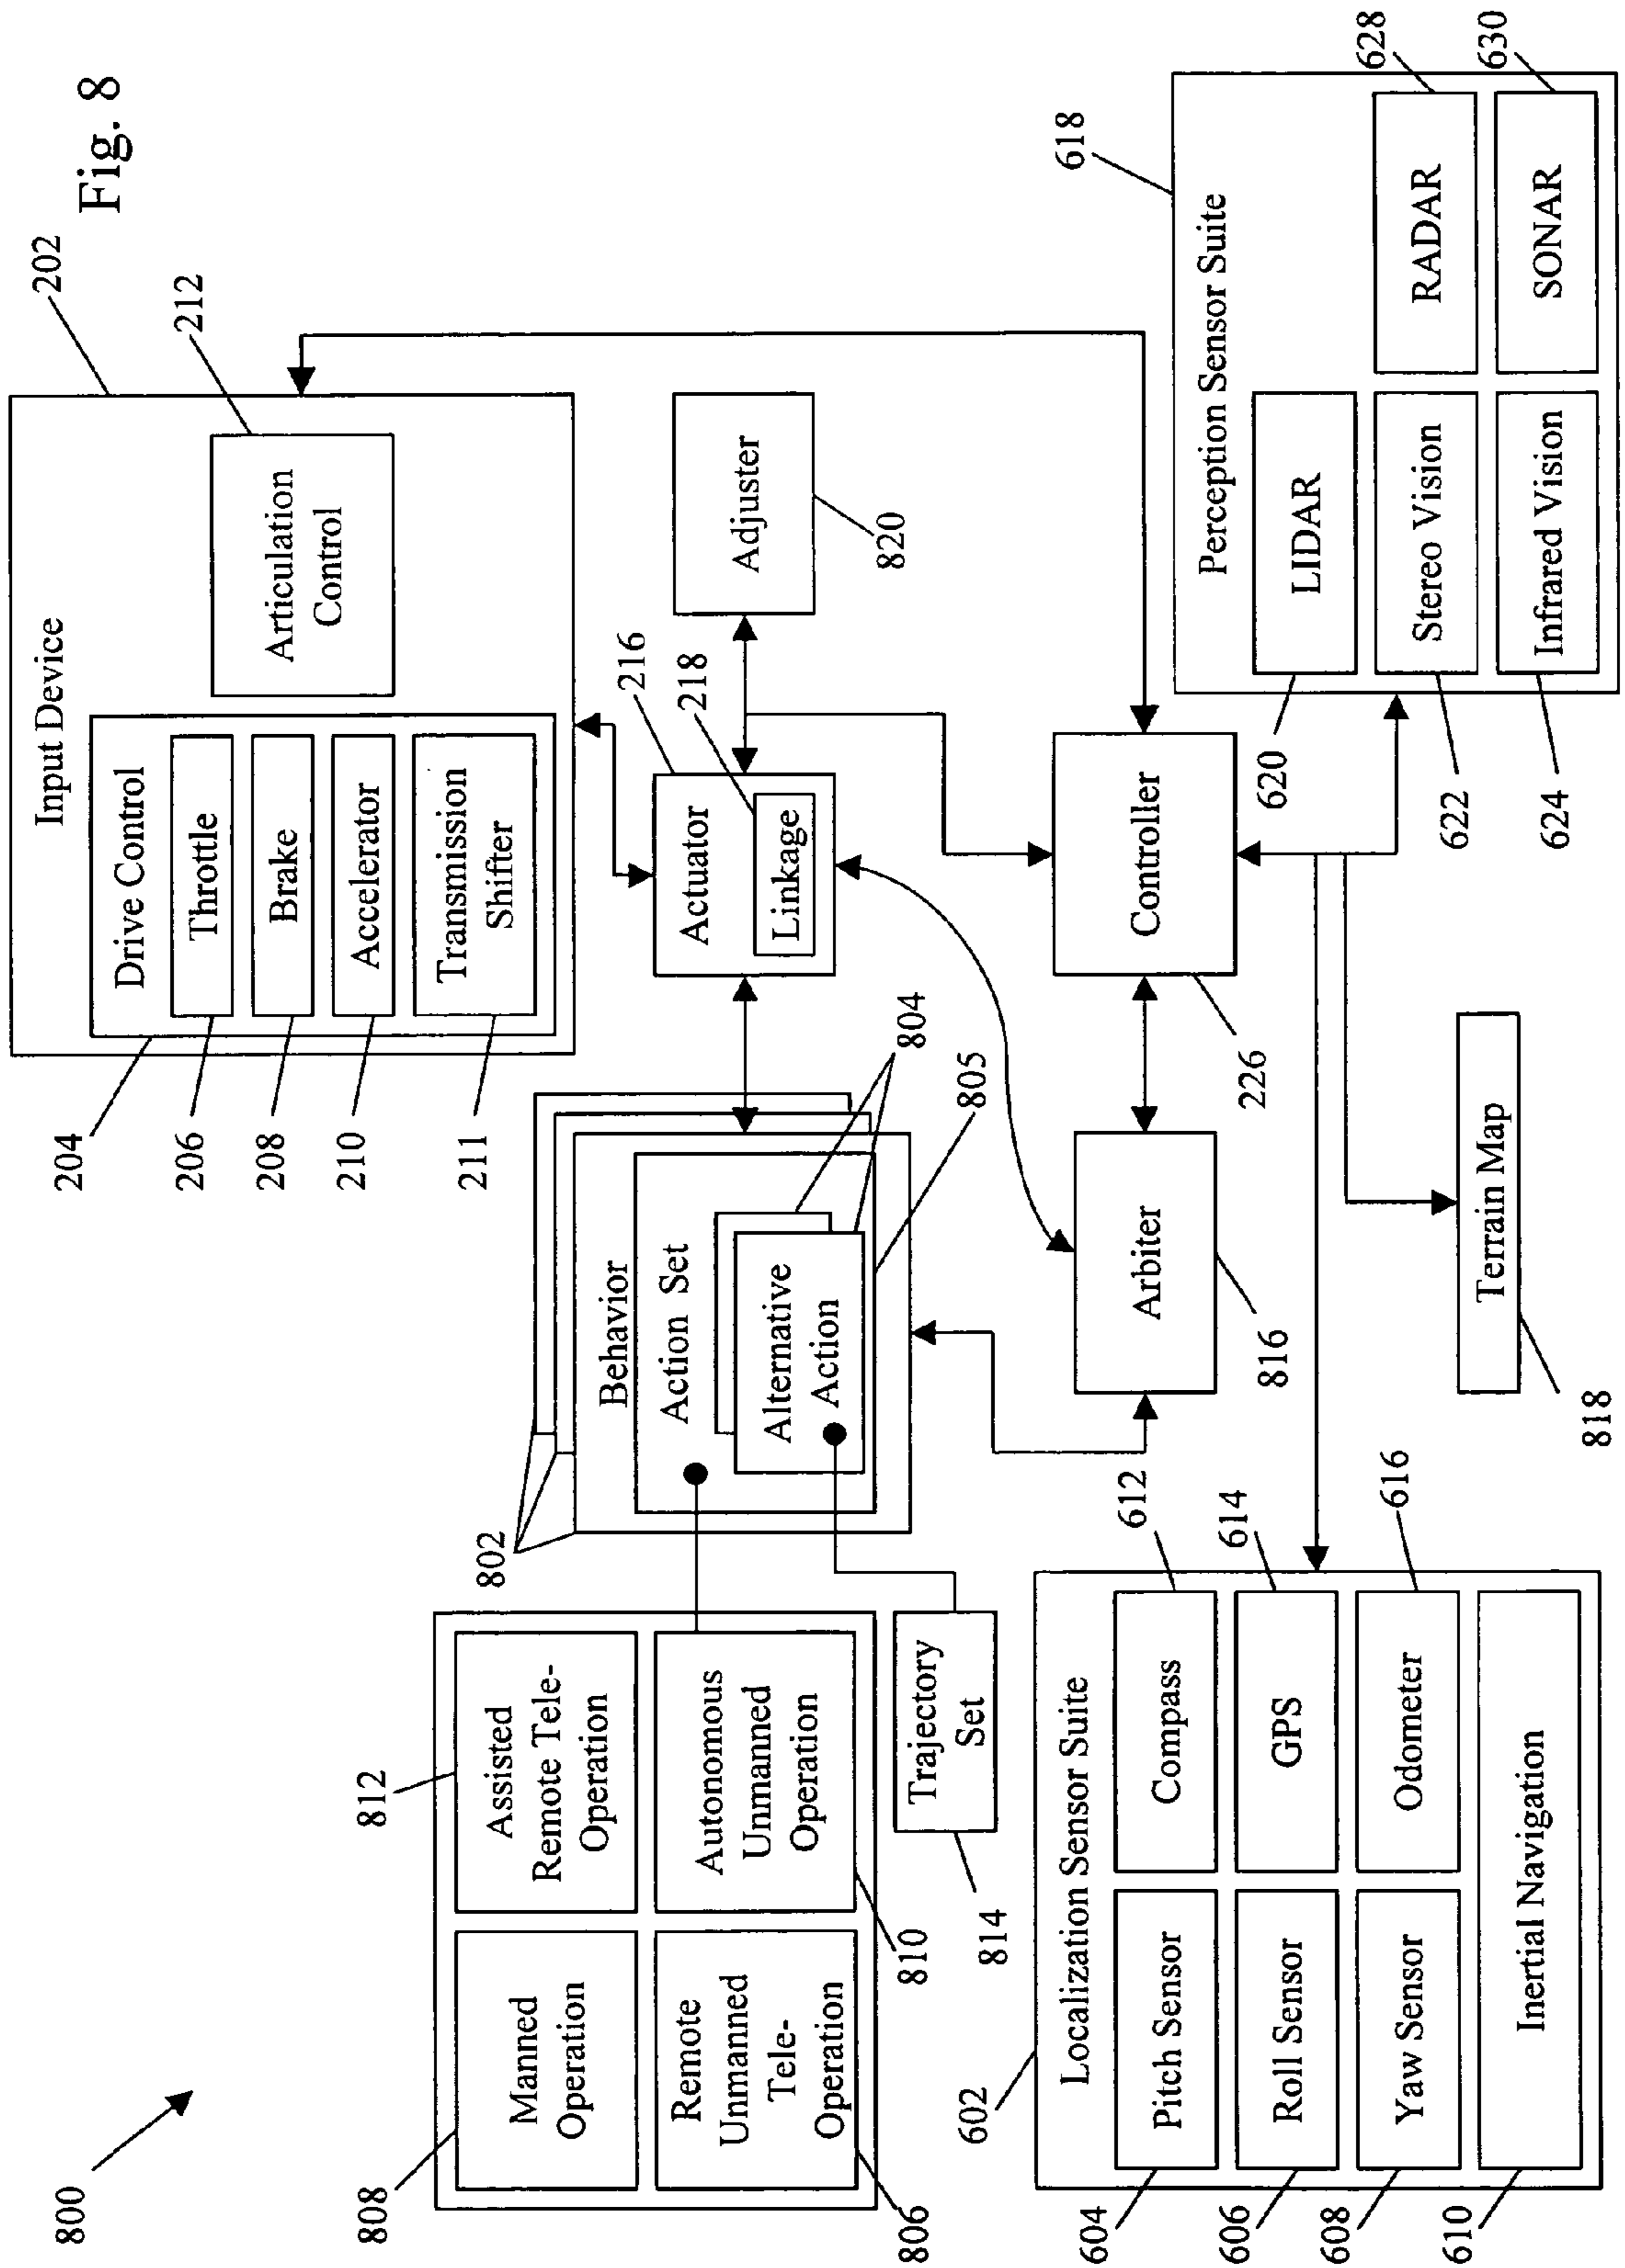 Fig. 8
800
202
Input Device
204
Drive Control
206
Throttle
208
Brake
210
Accelerator
211
Transmission
Shifter
212
Articulation
Control
808
Manned
Operation
812
Assisted
Remote Tele-
Operation
806
Remote
Unmanned
Tele-
Operation
810
Autonomous
Unmanned
Operation
814
Trajectory
Set
802
Behavior
Action Set
Alternative
Action
804
805
216
Actuator
218
Linkage
Adjuster
820
Arbiter
816
Controller
226
602
Localization Sensor Suite
604
Pitch Sensor
606
Roll Sensor
608
Yaw Sensor
610
Inertial Navigation
612
Compass
614
GPS
616
Odometer
Terrain Map
818
618
Perception Sensor Suite
620
LIDAR
622
Stereo Vision
624
Infrared Vision
628
RADAR
630
SONAR